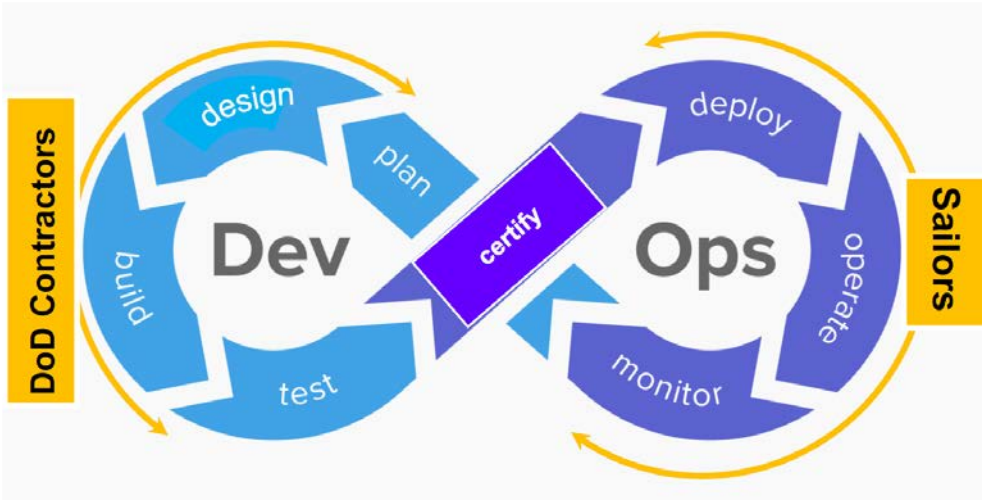 DoD Contractors
design
plan
build
Dev
test
certify
deploy
Ops
operate
monitor
Sailors